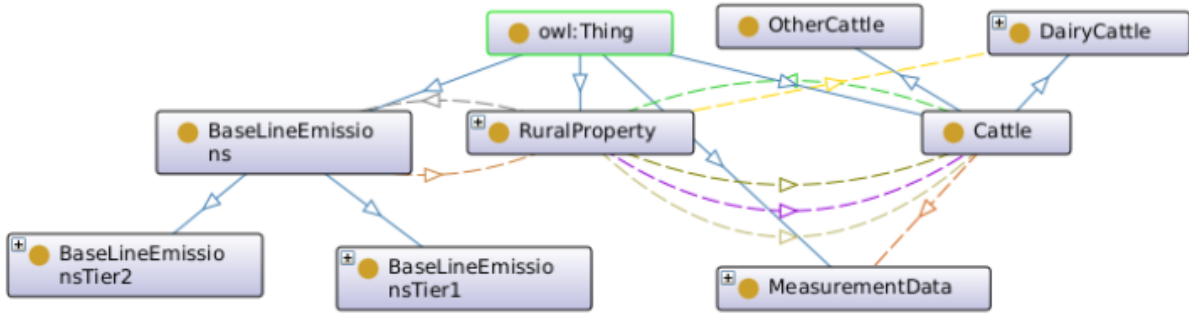 owl:Thing
OtherCattle
DairyCattle
BaseLineEmissio
ns
RuralProperty
Cattle
BaseLineEmissio
nsTier2
BaseLineEmissio
nsTier1
MeasurementData